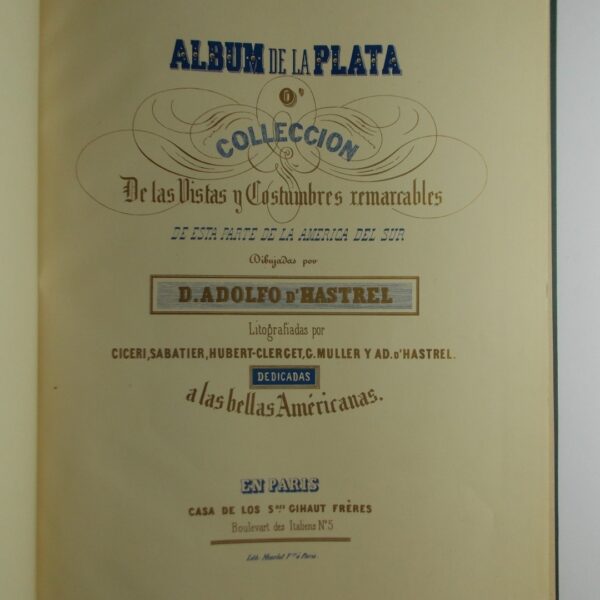 ALBUM DE LA PLATA
O'
COLLECCION
De las Vistas y Costumbres remarcables
DE ESTA PARTE DE LA AMERICA DEL SUR
Dibujadas por
D. ADOLFO D'HASTREL
Litografiadas por
CICERI, SABATIER, HUBERT-CLERGET, G. MULLER Y AD. D'HASTREL.
DEDICADAS
a las bellas Américanas.
EN PARIS
CASA DE LOS SRES GIHAUT FRÈRES
Boulevart des Italiens Nº 5
Lith. à Paris.